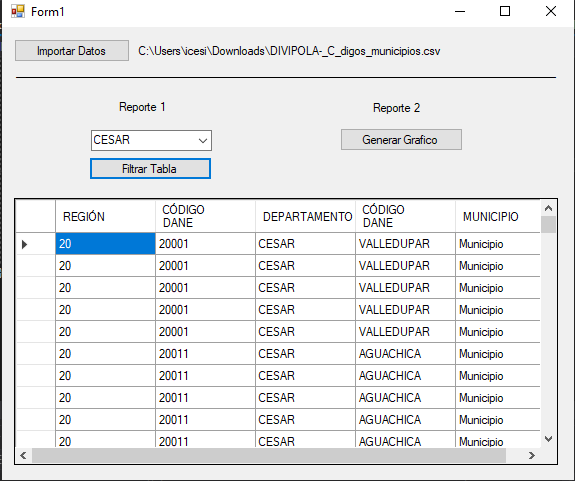 Form1
Importar Datos C:\Users\icesi\Downloads\DIVIPOLA-_C_digos_municipios.csv
Reporte 1 Reporte 2
CESAR Generar Grafico
Filtrar Tabla
REGIÓN CÓDIGO DANE DEPARTAMENTO CÓDIGO DANE MUNICIPIO
20 20001 CESAR VALLEDUPAR Municipio
20 20001 CESAR VALLEDUPAR Municipio
20 20001 CESAR VALLEDUPAR Municipio
20 20001 CESAR VALLEDUPAR Municipio
20 20001 CESAR VALLEDUPAR Municipio
20 20011 CESAR AGUACHICA Municipio
20 20011 CESAR AGUACHICA Municipio
20 20011 CESAR AGUACHICA Municipio
20 20011 CESAR AGUACHICA Municipio
20 20011 CESAR AGUACHICA Municipio